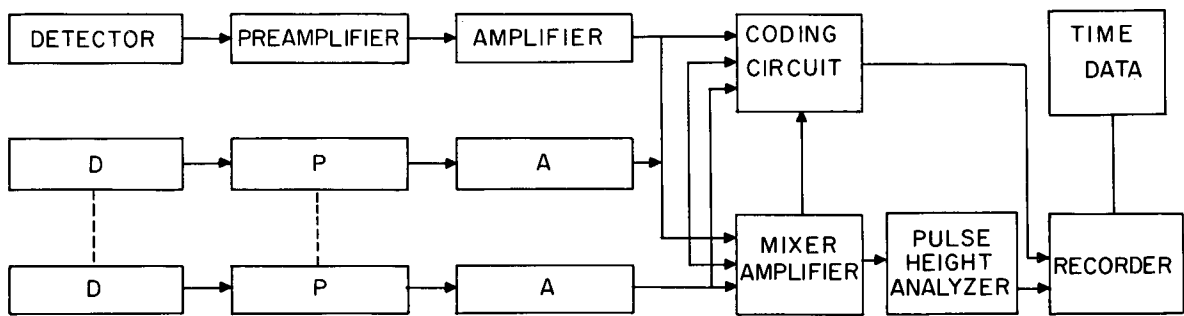 DETECTOR
PREAMPLIFIER
AMPLIFIER
CODING
CIRCUIT
TIME
DATA
D
P
A
D
P
A
MIXER
AMPLIFIER
PULSE
HEIGHT
ANALYZER
RECORDER